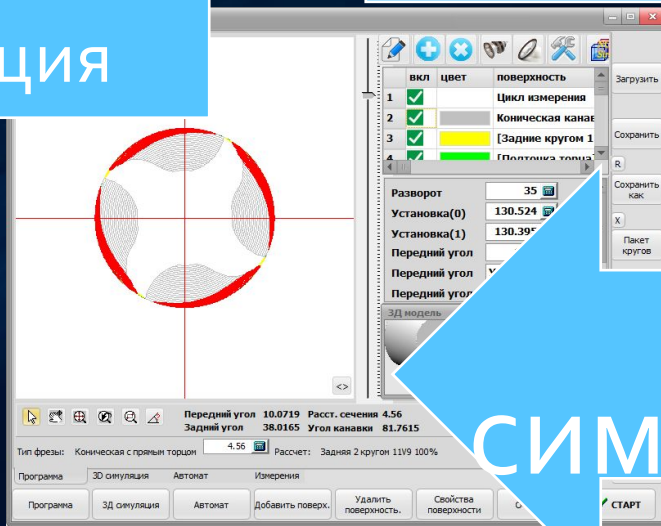 ция
вкл цвет поверхность
1 Цикл измерения
2 Коническая канав
3 [Задние кругом 1
4 [Подточка торца
Загрузить
Сохранить
R
Сохранить
как
X
Пакет
кругов
Разворот 35
Установка(0) 130.524
Установка(1) 130.395
Передний угол
Передний угол
Передний угол
3Д модель
<>
Передний угол 10.0719 Расст. сечения 4.56
Задний угол 38.0165 Угол канавки 81.7615
Тип фрезы: Коническая с прямым торцом 4.56 Рассчет: Задняя 2 кругом 11V9 100%
Программа 3D симуляция Автомат Измерения
Программа 3Д симуляция Автомат Добавить поверх. Удалить
поверхность. Свойства
поверхности СТАРТ
сим